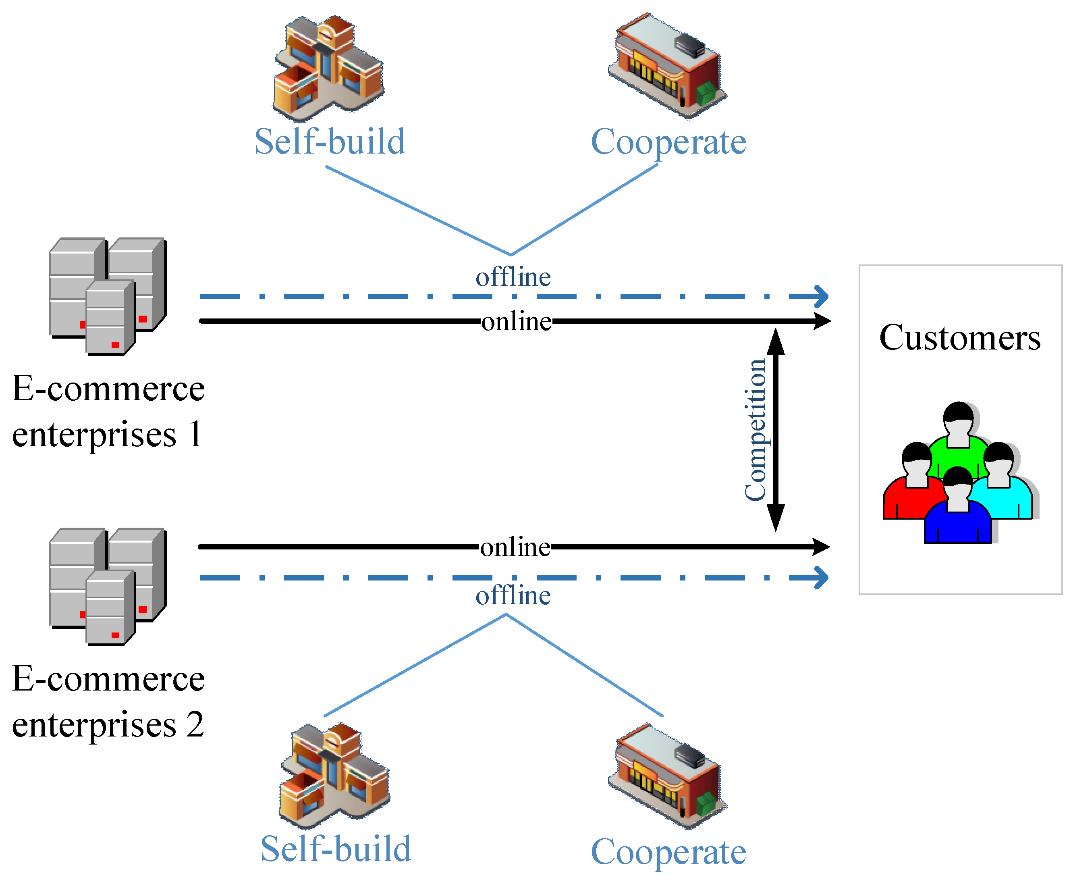 Self-build
Cooperate
offline
online
E-commerce
enterprises 1
Customers
Competition
E-commerce
enterprises 2
online
offline
Self-build
Cooperate